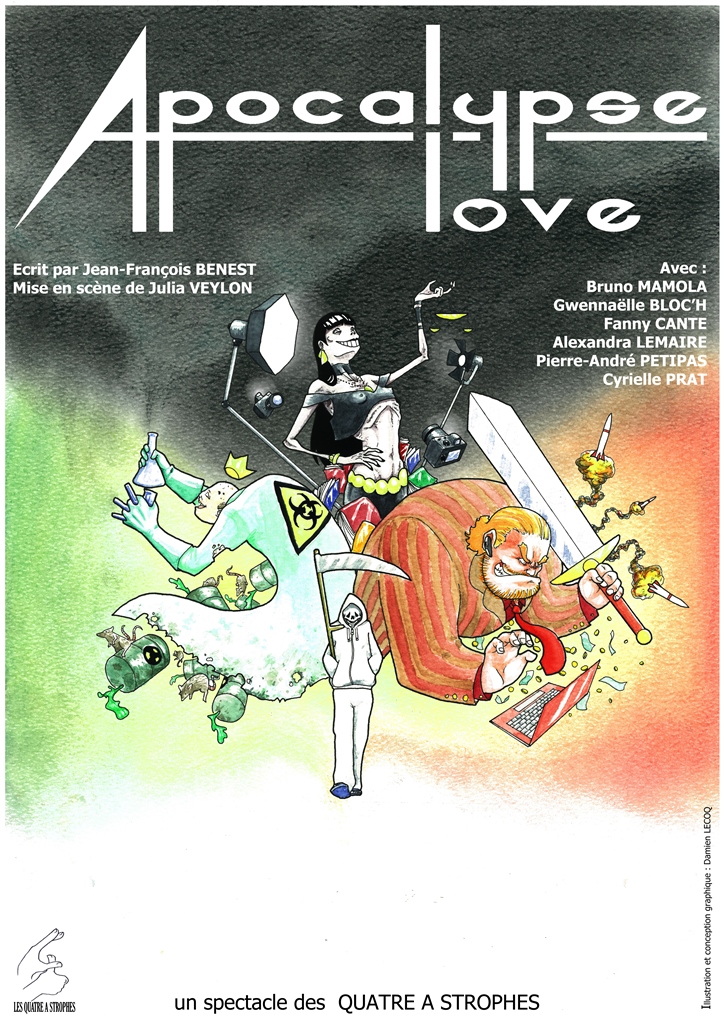 Apocalypse
love
Ecrit par Jean-François BENEST
Mise en scène de Julia VEYLON
Avec :
Bruno MAMOLA
Gwennaëlle BLOC'H
Fanny CANTE
Alexandra LEMAIRE
Pierre-André PETIPAS
Cyrielle PRAT
Illustration et conception graphique : Damien LECOQ
LES QUATRE A STROPHES
un spectacle des QUATRE A STROPHES